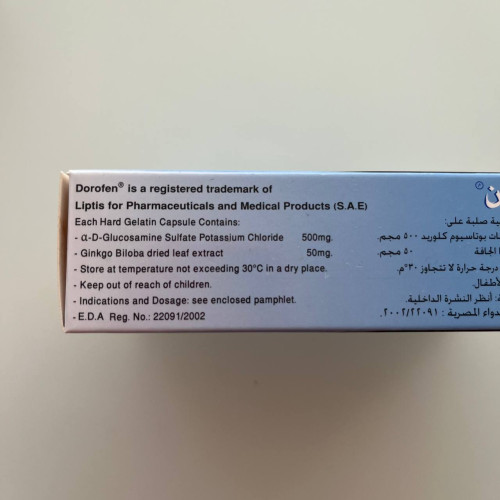 Dorofen® is a registered trademark of
Liptis for Pharmaceuticals and Medical Products (S.A.E)
Each Hard Gelatin Capsule Contains:
- α-D-Glucosamine Sulfate Potassium Chloride 500mg.
- Ginkgo Biloba dried leaf extract 50mg.
- Store at temperature not exceeding 30°C in a dry place.
- Keep out of reach of children.
- Indications and Dosage: see enclosed pamphlet.
- E.D.A Reg. No.: 22091/2002
ية صلبة على:
ات بوتاسيوم كلوريد ٥٠٠ مجم.
الجافة ٥٠ مجم.
درجة حرارة لا تتجاوز ٣٠°م.
لأطفال.
: أنظر النشرة الداخلية.
دواء المصرية : ٢٠٠٢/٢٢٠٩١.